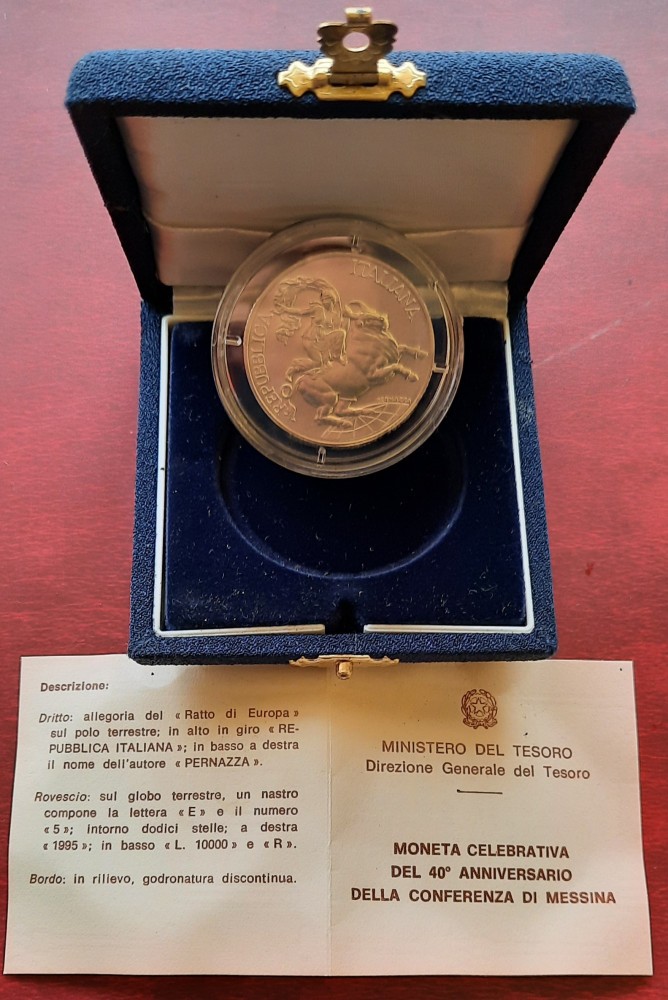 REPUBBLICA ITALIANA
Descrizione:
Dritto: allegoria del « Ratto di Europa »
sul polo terrestre; in alto in giro « RE-
PUBBLICA ITALIANA »; in basso a destra
il nome dell'autore « PERNAZZA ».
Rovescio: sul globo terrestre, un nastro
compone la lettera « E » e il numero
« 5 »; intorno dodici stelle; a destra
« 1995 »; in basso « L. 10000 » e « R ».
Bordo: in rilievo, godronatura discontinua.
MINISTERO DEL TESORO
Direzione Generale del Tesoro
MONETA CELEBRATIVA
DEL 40º ANNIVERSARIO
DELLA CONFERENZA DI MESSINA